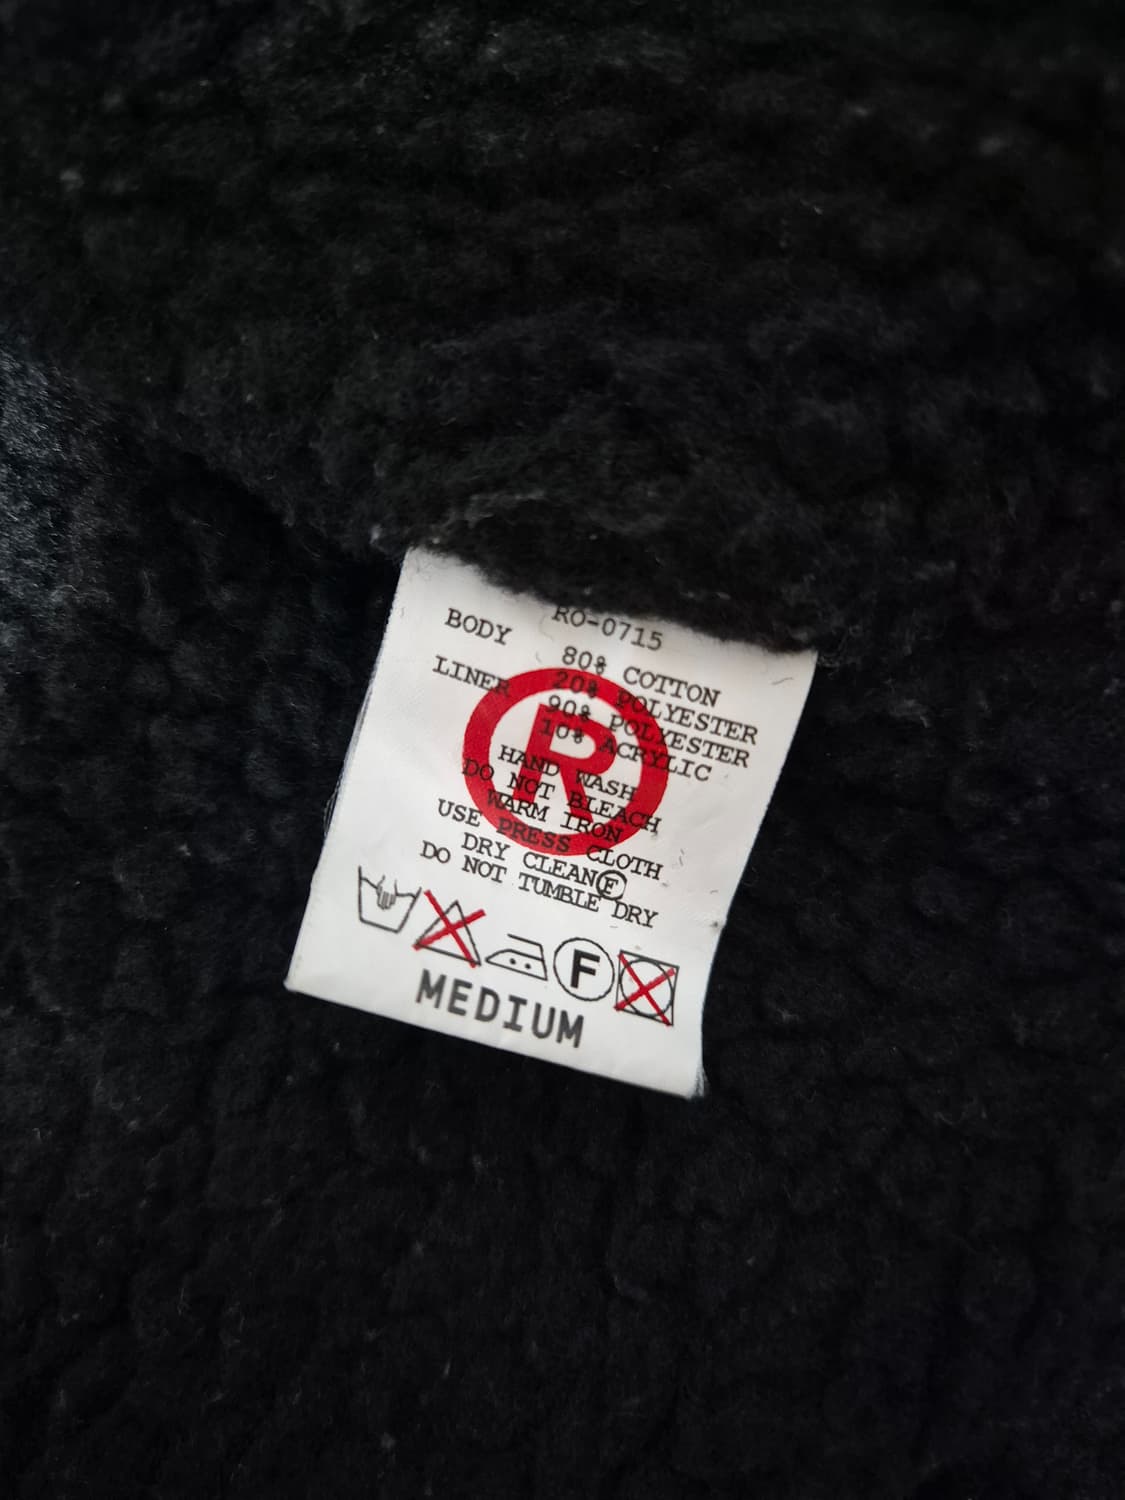 RO-0715
BODY 80% COTTON
20% POLYESTER
LINER 90% POLYESTER
10% ACRYLIC
R
HAND WASH
DO NOT BLEACH
WARM IRON
USE PRESS CLOTH
DRY CLEAN Ⓕ
DO NOT TUMBLE DRY
F
MEDIUM